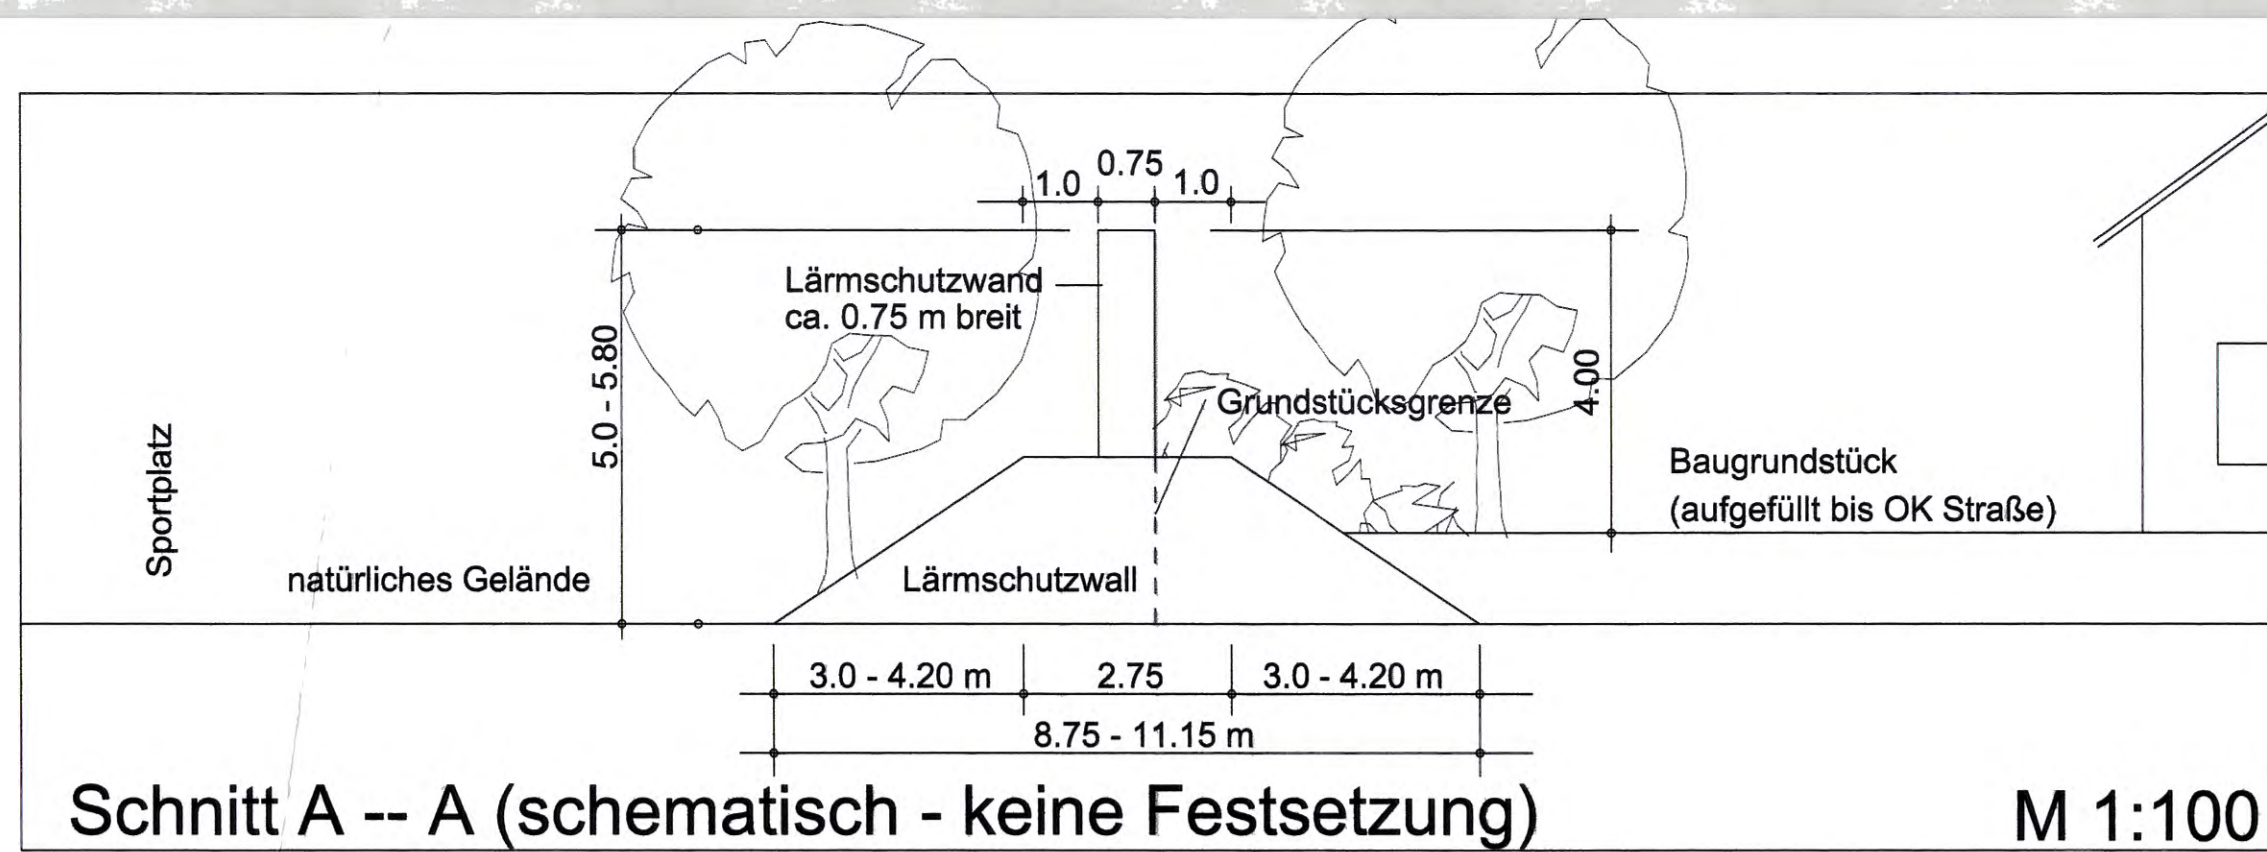 1.0
0.75
1.0
Lärmschutzwand
ca. 0.75 m breit
5.0 - 5.80
Grundstücksgrenze
4.00
Sportplatz
Baugrundstück
(aufgefüllt bis OK Straße)
natürliches Gelände
Lärmschutzwall
3.0 - 4.20 m
2.75
3.0 - 4.20 m
8.75 - 11.15 m
Schnitt A -- A (schematisch - keine Festsetzung)
M 1:100